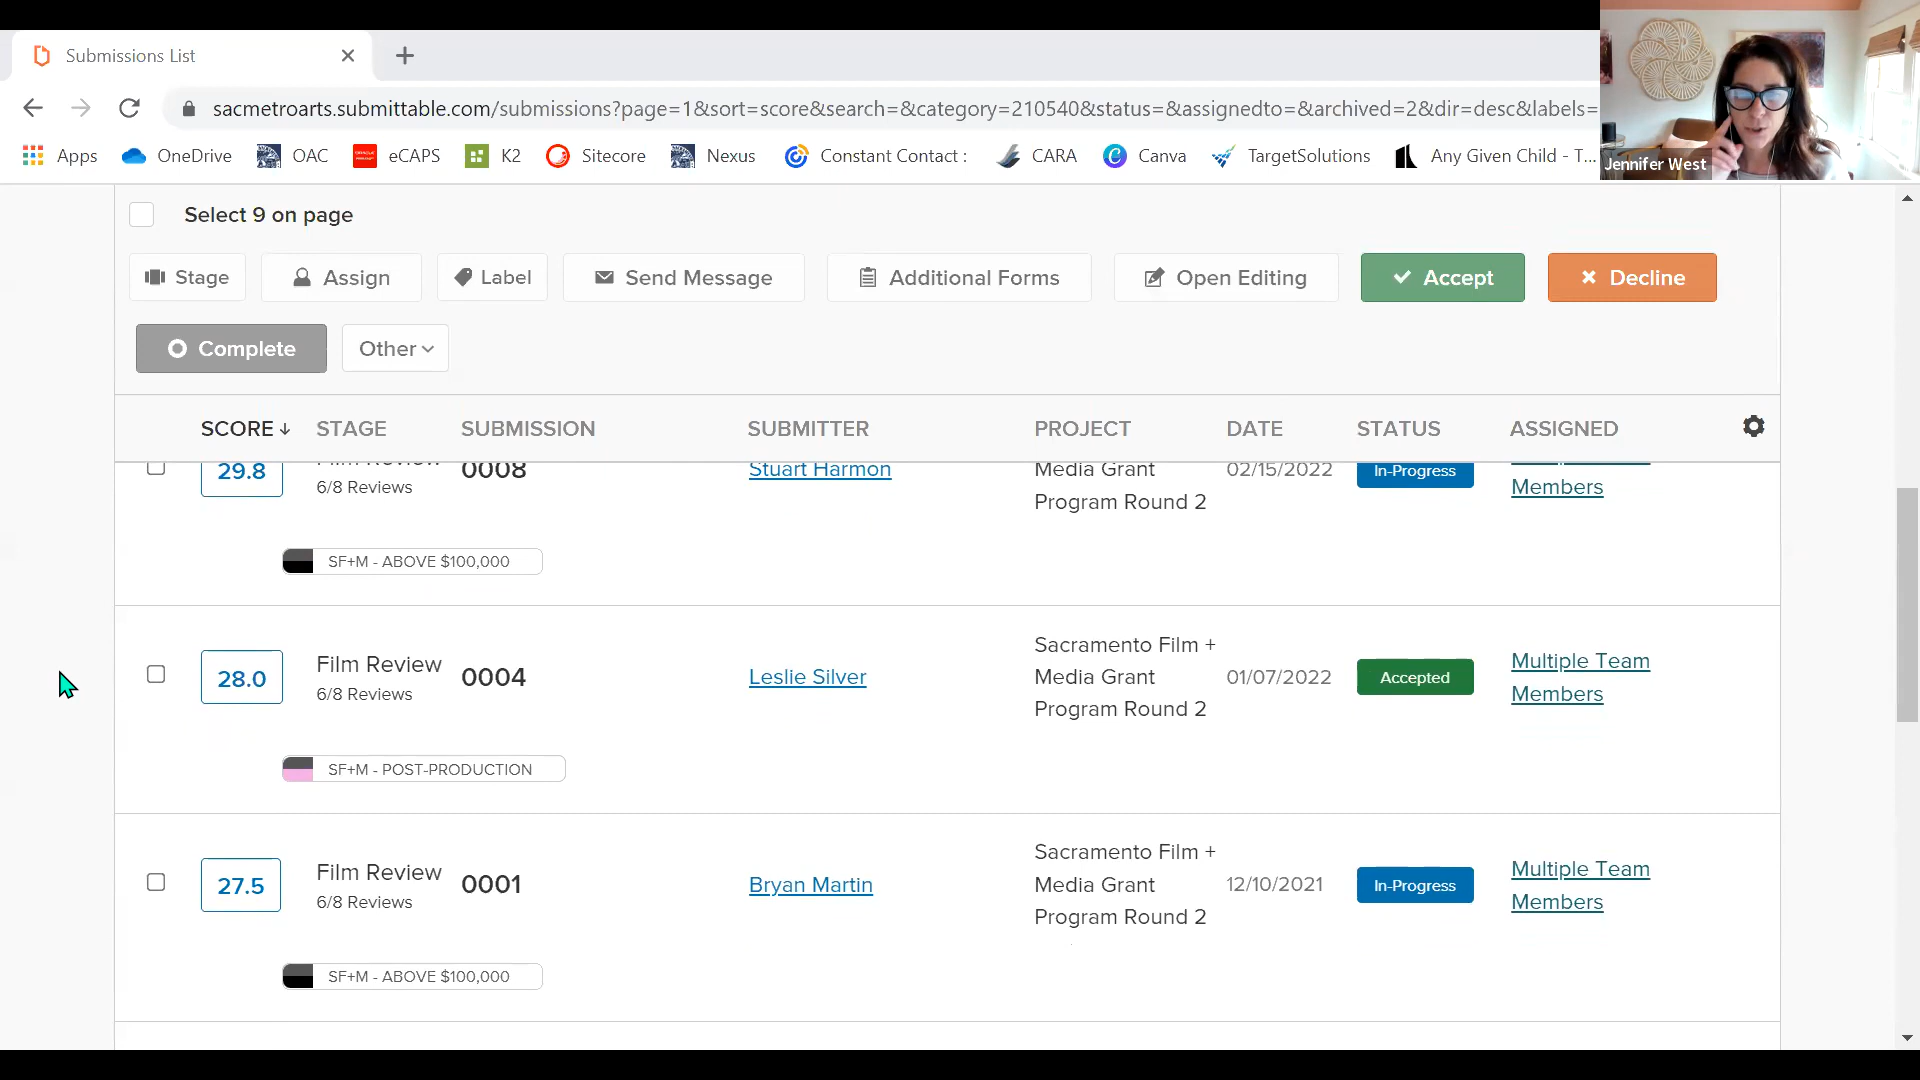 Submissions List
sacmetroarts.submittable.com/submissions?page=1&sort=score&search=&category=210540&status=&assignedto=&archived=2&dir=desc&labels=
Apps OneDrive OAC eCAPS K2 Sitecore Nexus Constant Contact : CARA Canva TargetSolutions Any Given Child - T...
Jennifer West
Select 9 on page
Stage Assign Label Send Message Additional Forms Open Editing Accept Decline
Complete Other
SCORE STAGE SUBMISSION SUBMITTER PROJECT DATE STATUS ASSIGNED
29.8 Film Review 0008 Stuart Harmon Media Grant 02/15/2022 In-Progress
6/8 Reviews Members
Program Round 2
SF+M - ABOVE $100,000
Sacramento Film +
Film Review Multiple Team
28.0 0004 Leslie Silver Media Grant 01/07/2022 Accepted
6/8 Reviews Members
Program Round 2
SF+M - POST-PRODUCTION
Sacramento Film +
Film Review Multiple Team
27.5 0001 Bryan Martin Media Grant 12/10/2021 In-Progress
6/8 Reviews Members
Program Round 2
SF+M - ABOVE $100,000